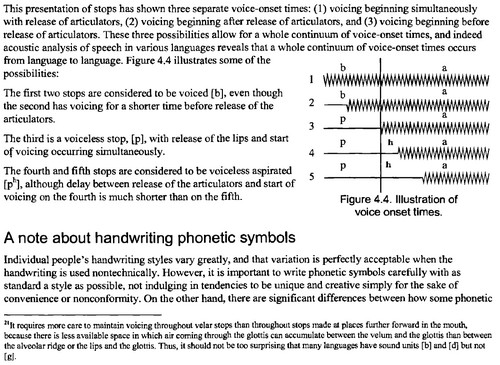 This presentation of stops has shown three separate voice-onset times: (1) voicing beginning simultaneously
with release of articulators, (2) voicing beginning after release of articulators, and (3) voicing beginning before
release of articulators. These three possibilities allow for a whole continuum of voice-onset times, and indeed
acoustic analysis of speech in various languages reveals that a whole continuum of voice-onset times occurs
from language to language. Figure 4.4 illustrates some of the
possibilities:
The first two stops are considered to be voiced [b], even though
the second has voicing for a shorter time before release of the
articulators.
The third is a voiceless stop, [p], with release of the lips and start
of voicing occurring simultaneously.
The fourth and fifth stops are considered to be voiceless aspirated
[pʰ], although delay between release of the articulators and start of
voicing on the fourth is much shorter than on the fifth.
b a
1
b a
2
p a
3
p h a
4
p h a
5
Figure 4.4. Illustration of
voice onset times.
A note about handwriting phonetic symbols
Individual people's handwriting styles vary greatly, and that variation is perfectly acceptable when the
handwriting is used nontechnically. However, it is important to write phonetic symbols carefully with as
standard a style as possible, not indulging in tendencies to be unique and creative simply for the sake of
convenience or nonconformity. On the other hand, there are significant differences between how some phonetic
It requires more care to maintain voicing throughout velar stops than throughout stops made at places further forward in the mouth,
because there is less available space in which air coming through the glottis can accumulate between the velum and the glottis than between
the alveolar ridge or the lips and the glottis. Thus, it should not be too surprising that many languages have sound units [b] and [d] but not
[g].